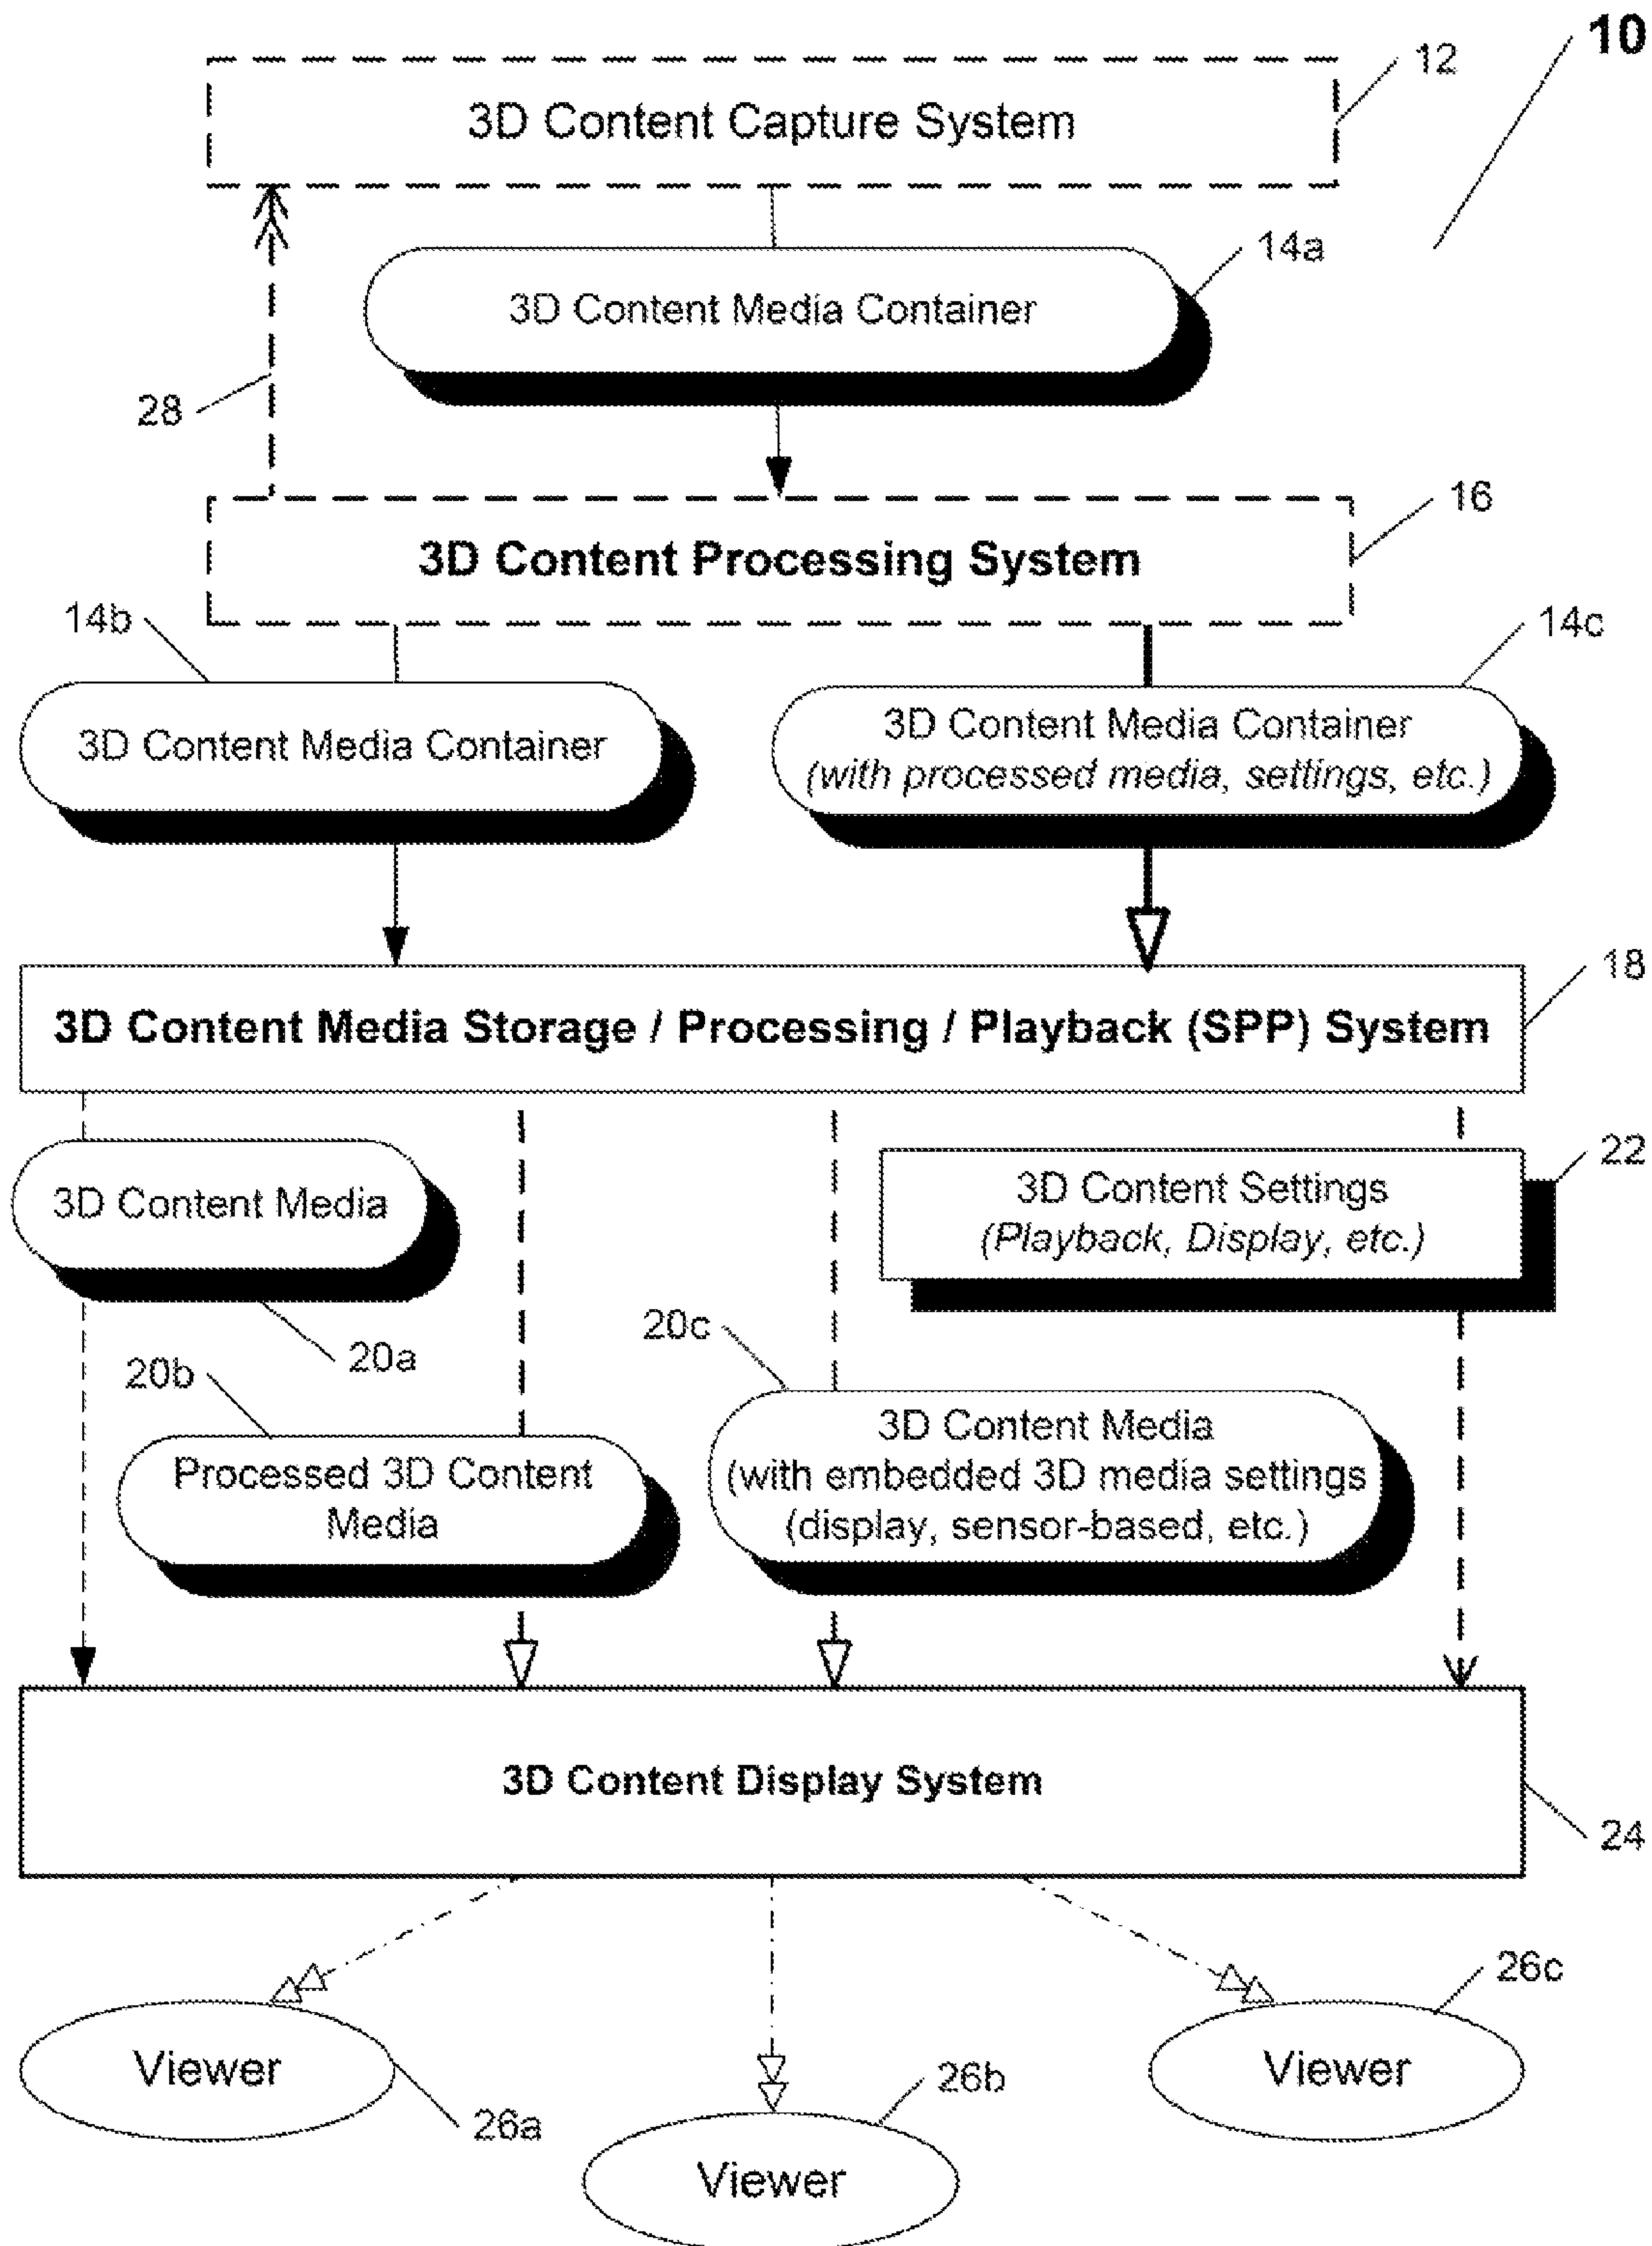 10
12
3D Content Capture System
14a
3D Content Media Container
28
16
3D Content Processing System
14b
14c
3D Content Media Container
3D Content Media Container
(with processed media, settings, etc.)
18
3D Content Media Storage / Processing / Playback (SPP) System
22
3D Content Media
3D Content Settings
(Playback, Display, etc.)
20a
20c
20b
Processed 3D Content
Media
3D Content Media
(with embedded 3D media settings
(display, sensor-based, etc.)
3D Content Display System
24
26c
Viewer
26a
26b
Viewer
Viewer